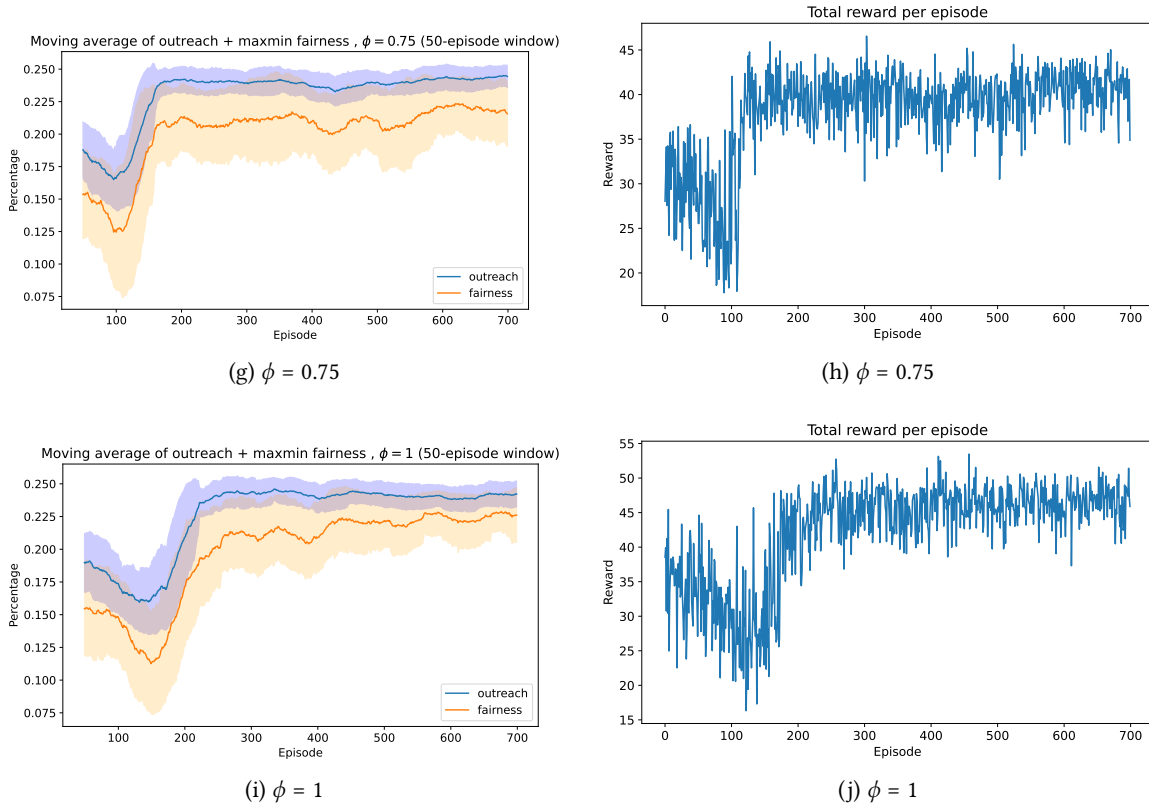 Moving average of outreach + maxmin fairness , ϕ = 0.75 (50-episode window)
0.250
0.225
0.200
0.175
0.150
0.125
0.100
0.075
Percentage
outreach
fairness
100 200 300 400 500 600 700
Episode
(g) ϕ = 0.75
Total reward per episode
45
40
35
30
25
20
Reward
0 100 200 300 400 500 600 700
Episode
(h) ϕ = 0.75
Moving average of outreach + maxmin fairness , ϕ = 1 (50-episode window)
0.250
0.225
0.200
0.175
0.150
0.125
0.100
0.075
Percentage
outreach
fairness
100 200 300 400 500 600 700
Episode
(i) ϕ = 1
Total reward per episode
55
50
45
40
35
30
25
20
15
Reward
0 100 200 300 400 500 600 700
Episode
(j) ϕ = 1